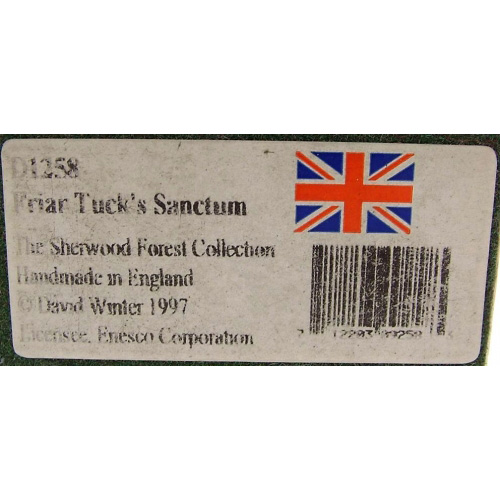 D1258
Friar Tuck's Sanctum
The Sherwood Forest Collection
Handmade in England
© David Winter 1997
Licensee, Enesco Corporation